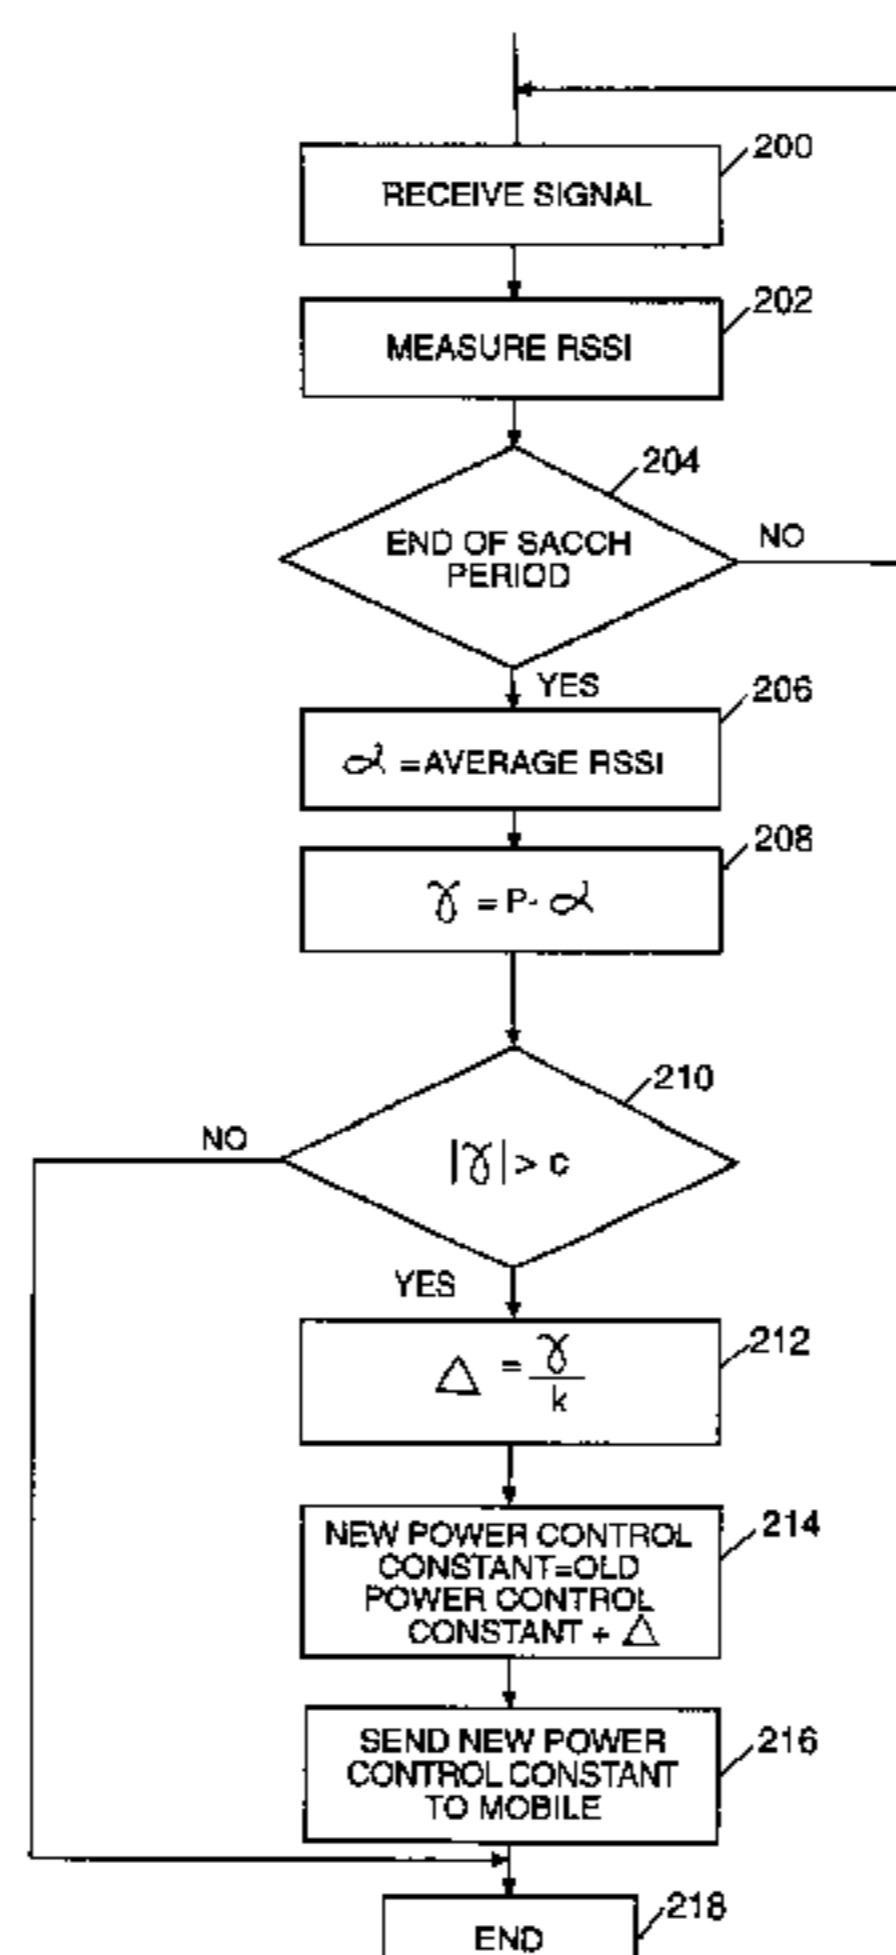 200
RECEIVE SIGNAL
202
MEASURE RSSI
204
END OF SACCH
PERIOD
NO
YES
206
α =AVERAGE RSSI
208
γ = P- α
210
NO
|γ| > c
YES
212
Δ = γ
k
214
NEW POWER CONTROL
CONSTANT=OLD
POWER CONTROL
CONSTANT + Δ
216
SEND NEW POWER
CONTROL CONSTANT
TO MOBILE
218
END